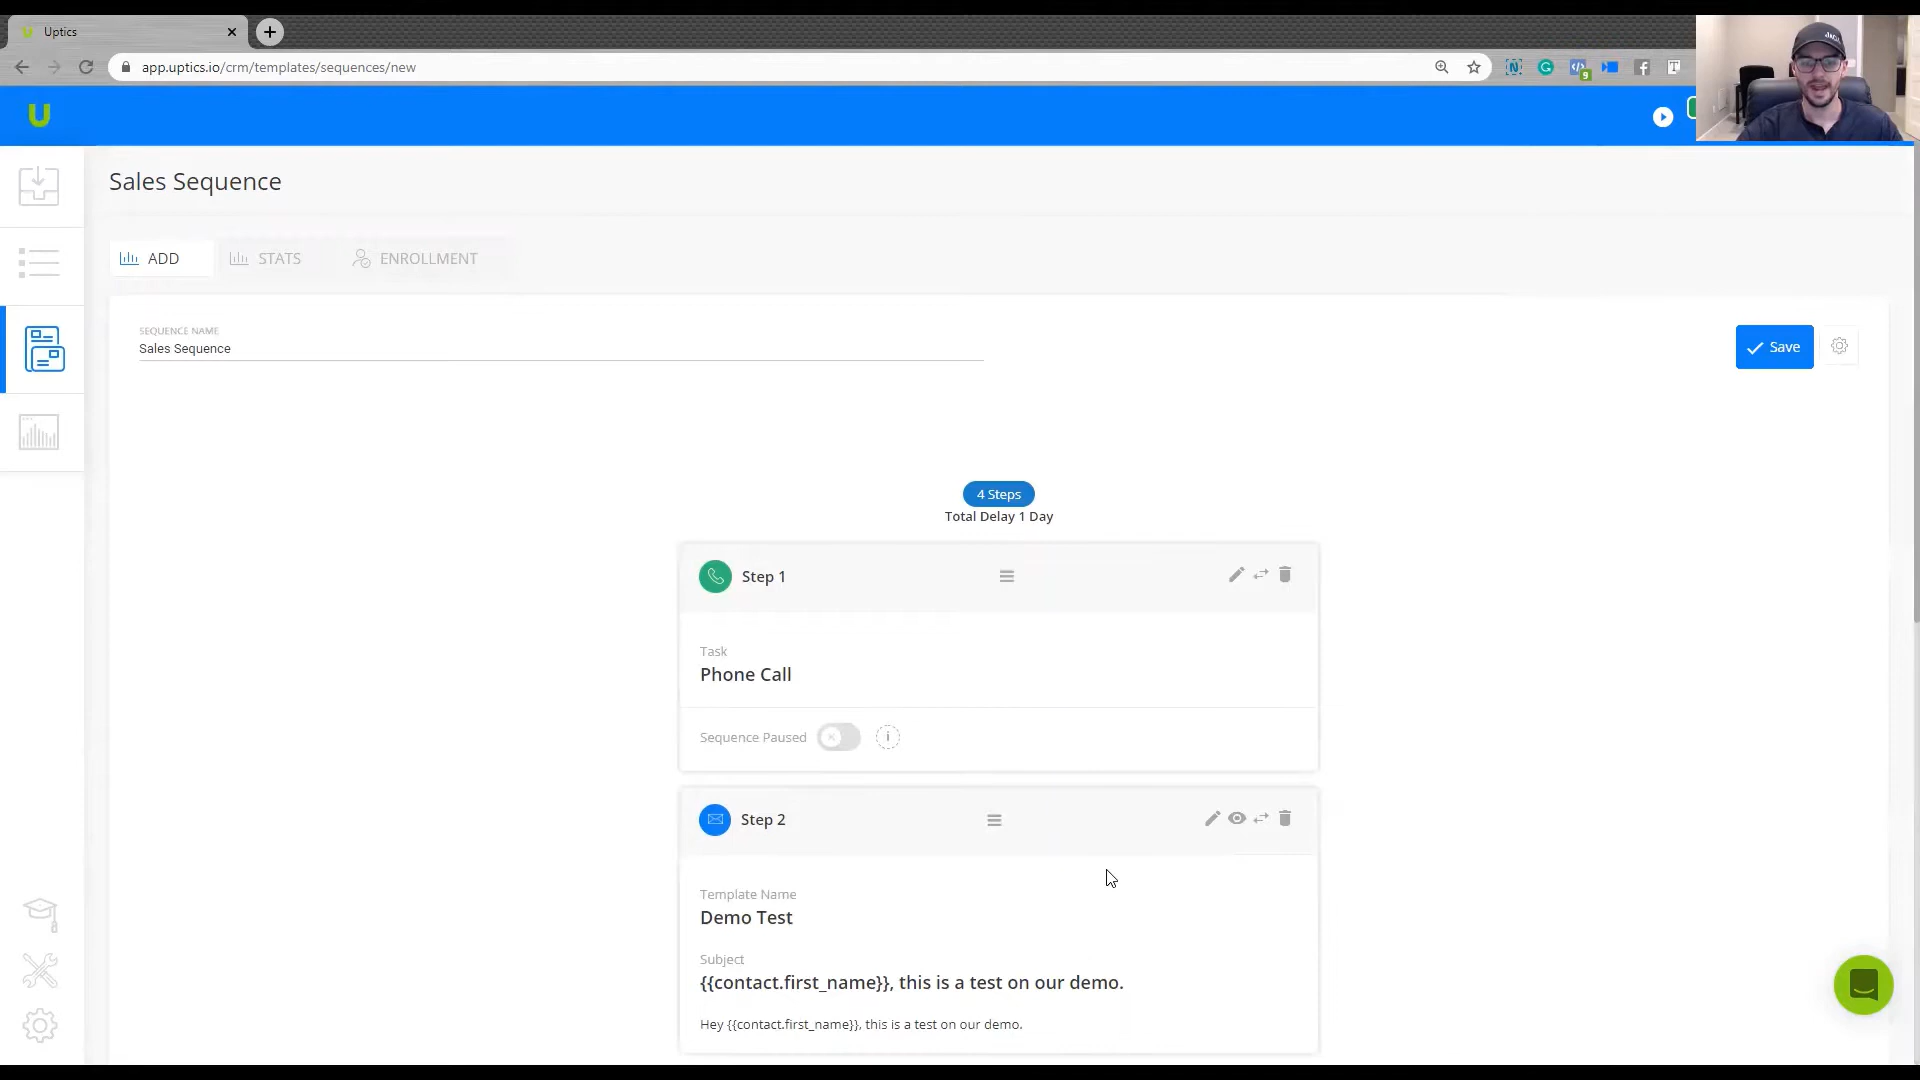 Uptics
app.uptics.io/crm/templates/sequences/new
9
Sales Sequence
ADD
STATS
ENROLLMENT
SEQUENCE NAME
Sales Sequence
Save
4 Steps
Total Delay 1 Day
Step 1
Task
Phone Call
Sequence Paused
Step 2
Template Name
Demo Test
Subject
{{contact.first_name}}, this is a test on our demo.
Hey {{contact.first_name}}, this is a test on our demo.